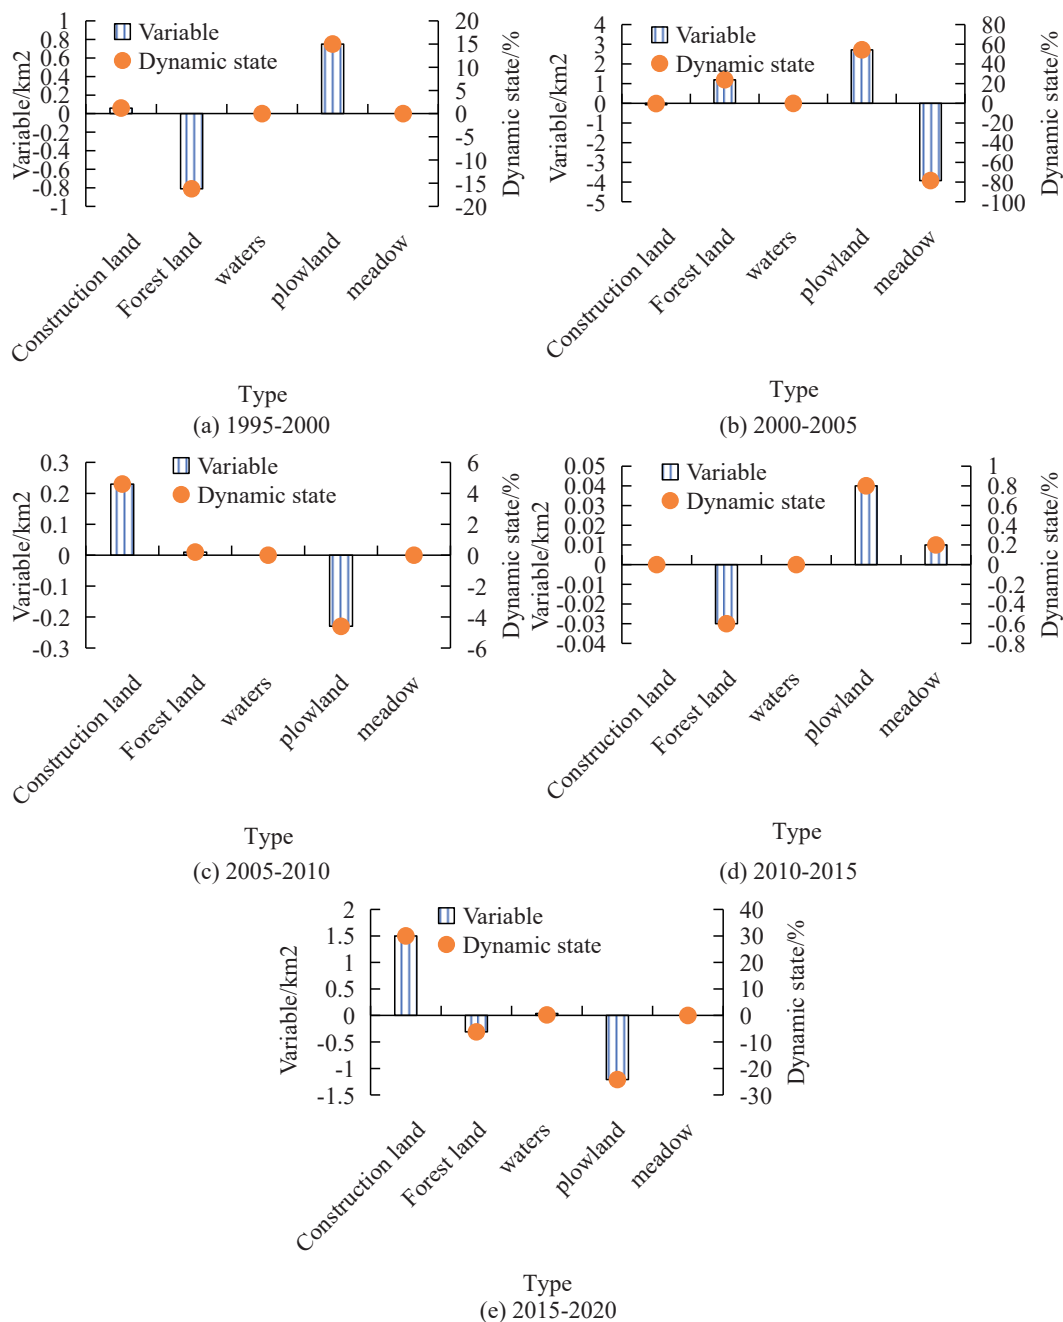 Variable/km2
1
0.8
0.6
0.4
0.2
0
-0.2
-0.4
-0.6
-0.8
-1
Variable
Dynamic state
20
15
10
5
0
-5
-10
-15
-20
Dynamic state/%
Construction land
Forest land
waters
plowland
meadow
Type
(a) 1995-2000
Variable/km2
4
3
2
1
0
-1
-2
-3
-4
-5
Variable
Dynamic state
80
60
40
20
0
-20
-40
-60
-80
-100
Dynamic state/%
Construction land
Forest land
waters
plowland
meadow
Type
(b) 2000-2005
Variable/km2
0.3
0.2
0.1
0
-0.1
-0.2
-0.3
Variable
Dynamic state
6
4
2
0
-2
-4
-6
Dynamic state/%
Construction land
Forest land
waters
plowland
meadow
Type
(c) 2005-2010
Variable/km2
0.05
0.04
0.03
0.02
0.01
0
-0.01
-0.02
-0.03
-0.04
Variable
Dynamic state
1
0.8
0.6
0.4
0.2
0
-0.2
-0.4
-0.6
-0.8
Dynamic state/%
Construction land
Forest land
waters
plowland
meadow
Type
(d) 2010-2015
Variable/km2
2
1.5
1
0.5
0
-0.5
-1
-1.5
Variable
Dynamic state
40
30
20
10
0
-10
-20
-30
Dynamic state/%
Construction land
Forest land
waters
plowland
meadow
Type
(e) 2015-2020